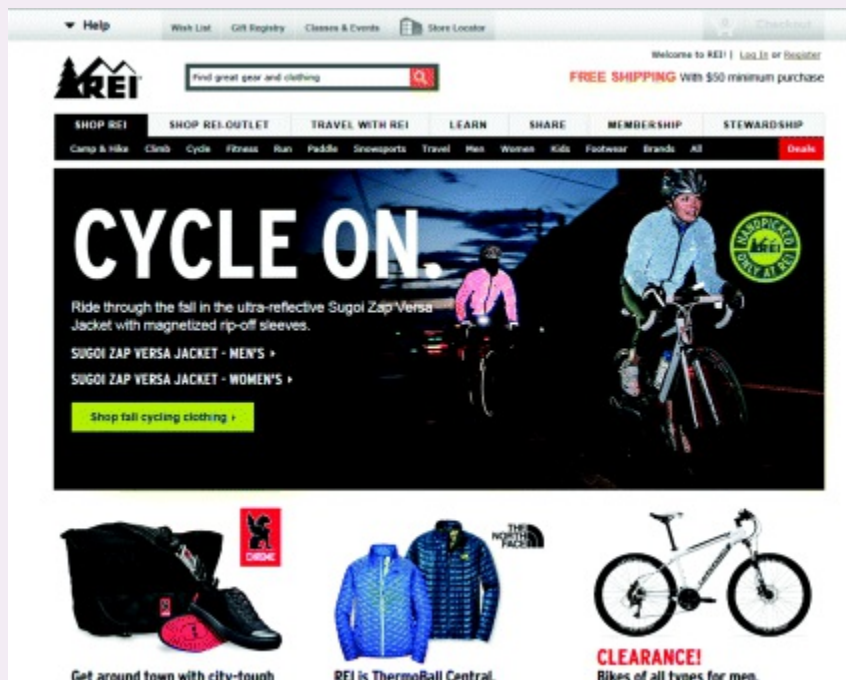 Help
Wish List
Gift Registry
Classes & Events
Store Locator
Checkout
Welcome to REI! | Log In or Register
REI
Find great gear and clothing
FREE SHIPPING With $50 minimum purchase
SHOP REI
SHOP REI-OUTLET
TRAVEL WITH REI
LEARN
SHARE
MEMBERSHIP
STEWARDSHIP
Camp & Hike
Climb
Cycle
Fitness
Run
Paddle
Snowsports
Travel
Men
Women
Kids
Footwear
Brands
All
Deals
CYCLE ON.
HANDPICKED
REI
ONLY AT REI
Ride through the fall in the ultra-reflective Sugoi Zap Versa
Jacket with magnetized rip-off sleeves.
SUGOI ZAP VERSA JACKET - MEN'S
SUGOI ZAP VERSA JACKET - WOMEN'S
Shop fall cycling clothing
CHROME
THE
NORTH
FACE
CLEARANCE!
Get around town with city-tough
REI is ThermoBall Central.
Bikes of all types for men,